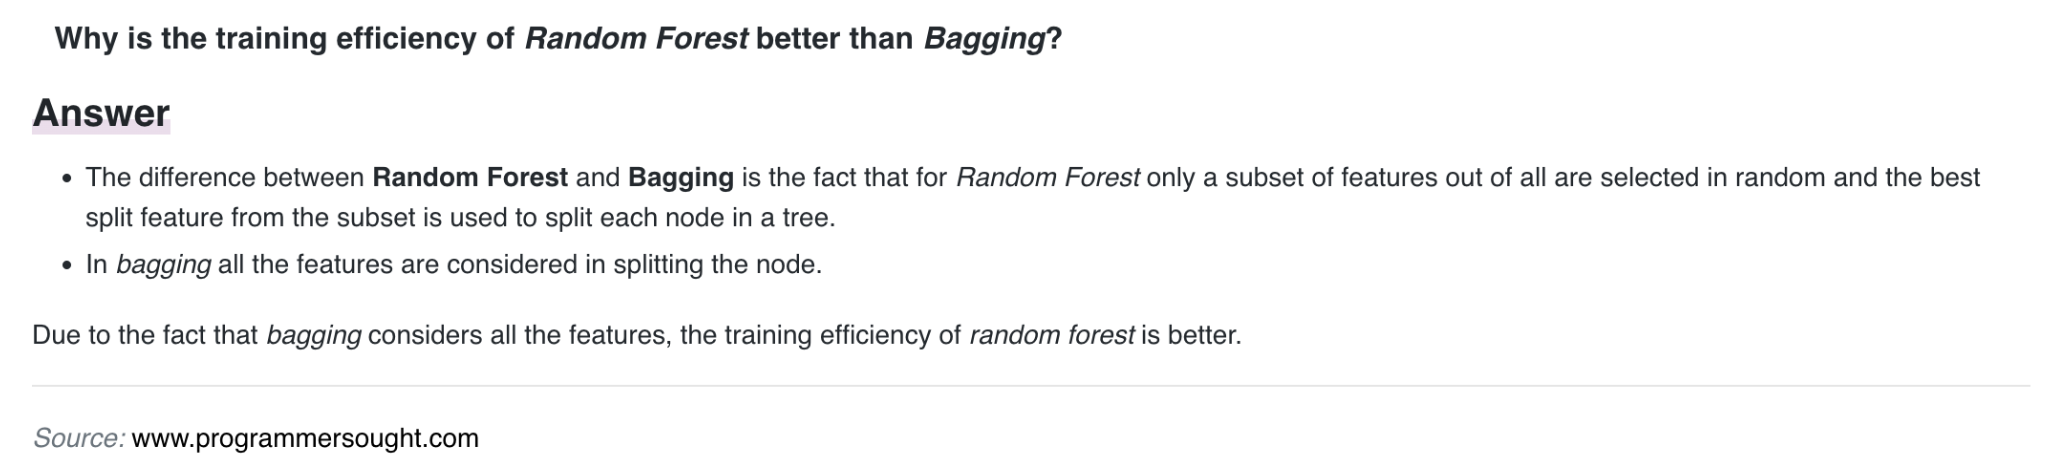 Why is the training efficiency of Random Forest better than Bagging?
Answer
• The difference between Random Forest and Bagging is the fact that for Random Forest only a subset of features out of all are selected in random and the best
split feature from the subset is used to split each node in a tree.
• In bagging all the features are considered in splitting the node.
Due to the fact that bagging considers all the features, the training efficiency of random forest is better.
Source: www.programmersought.com